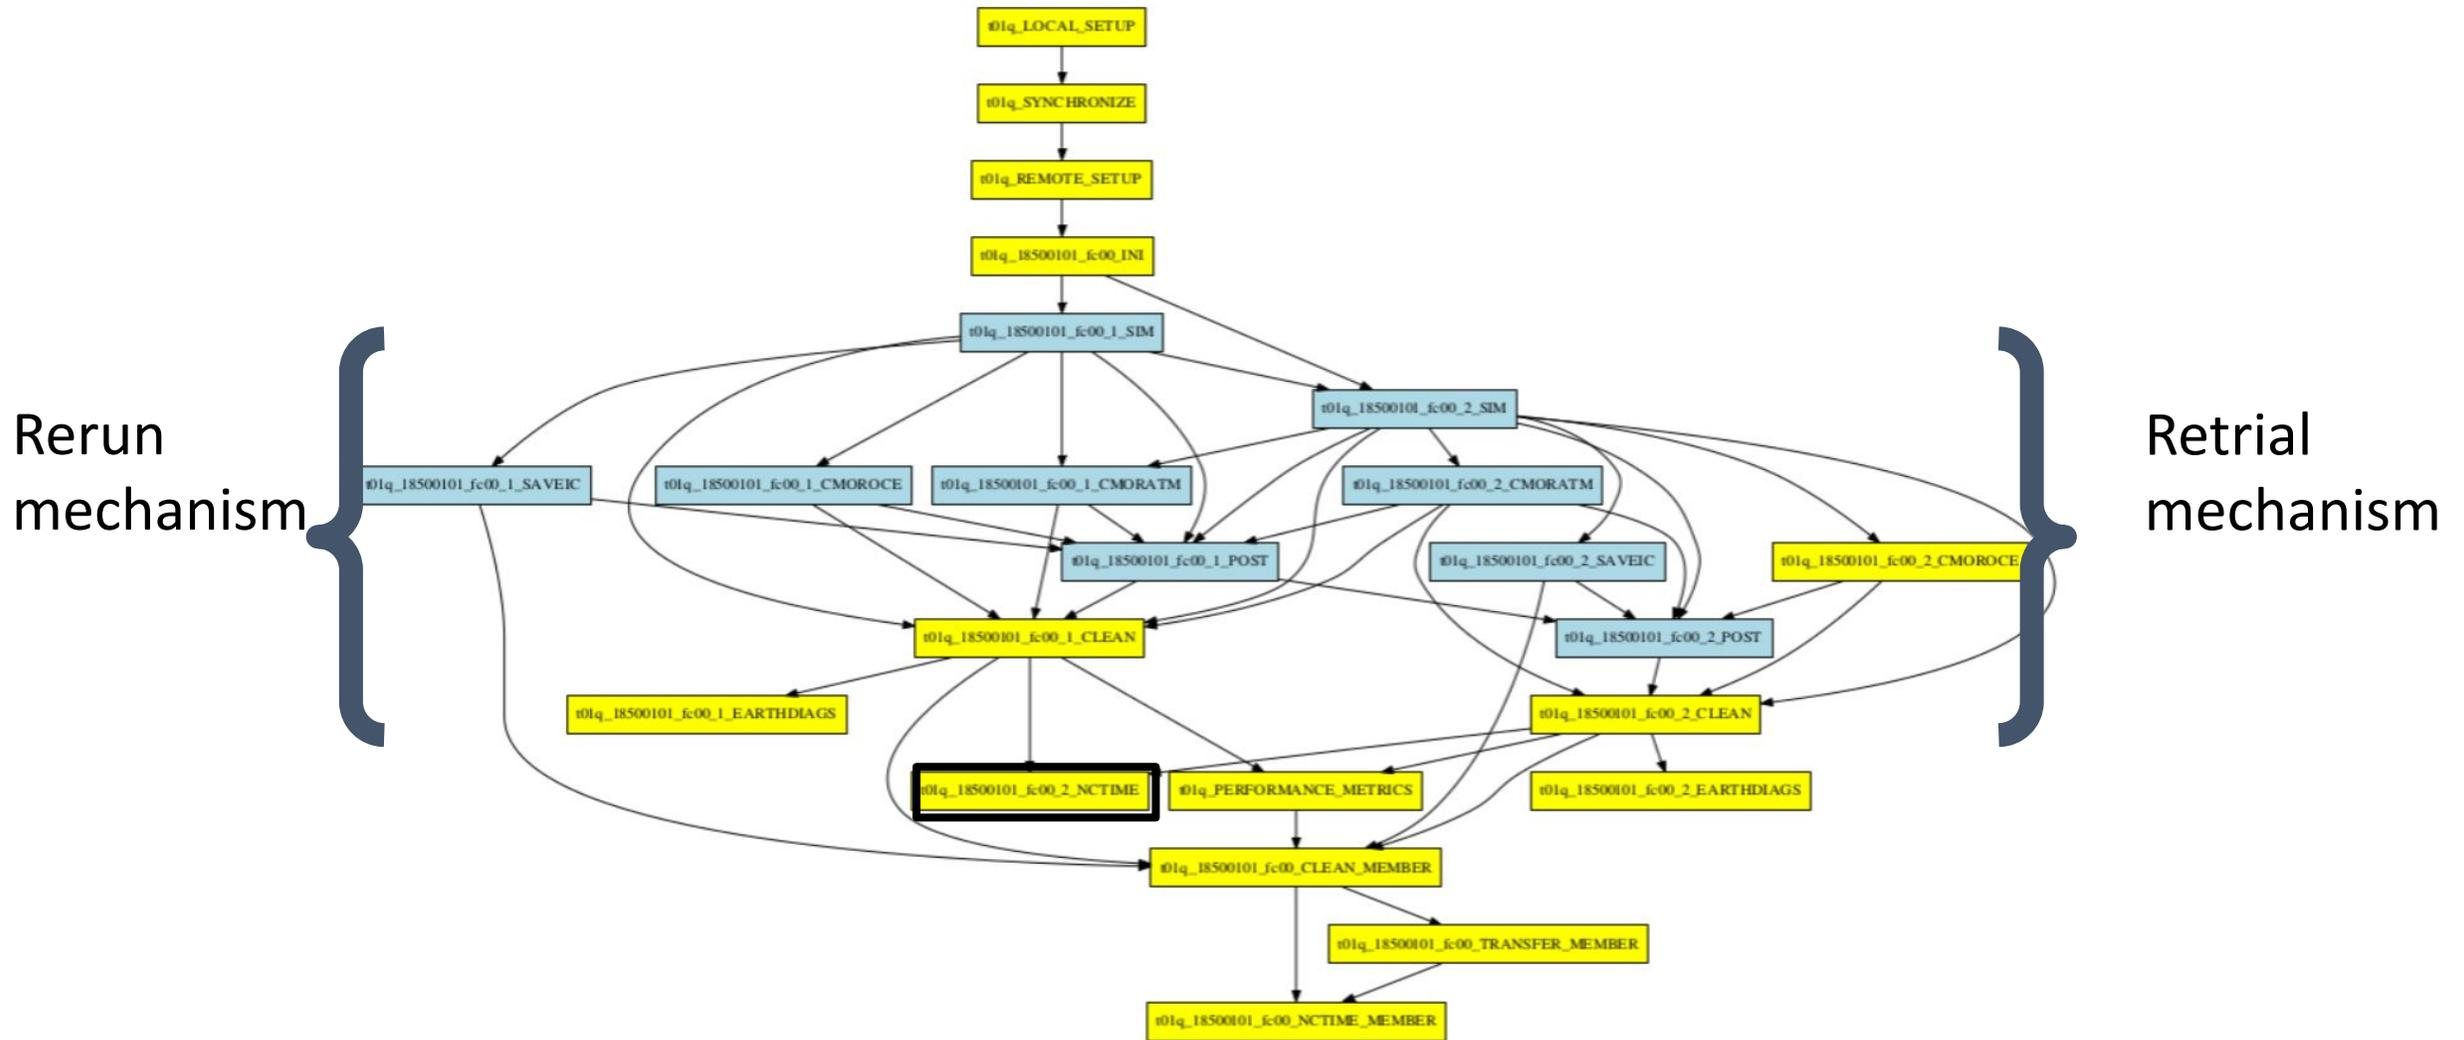 t01q_LOCAL_SETUP
t01q_SYNCHRONIZE
t01q_REMOTE_SETUP
t01q_18500101_fc00_INI
t01q_18500101_fc00_1_SIM
t01q_18500101_fc00_2_SIM
Rerun
mechanism
Retrial
mechanism
t01q_18500101_fc00_1_SAVEIC
t01q_18500101_fc00_1_CMOROCE
t01q_18500101_fc00_1_CMORATM
t01q_18500101_fc00_2_CMORATM
t01q_18500101_fc00_1_POST
t01q_18500101_fc00_2_SAVEIC
t01q_18500101_fc00_2_CMOROCE
t01q_18500101_fc00_1_CLEAN
t01q_18500101_fc00_2_POST
t01q_18500101_fc00_1_EARTHDIAGS
t01q_18500101_fc00_2_CLEAN
t01q_18500101_fc00_2_NCTIME
t01q_PERFORMANCE_METRICS
t01q_18500101_fc00_2_EARTHDIAGS
t01q_18500101_fc00_CLEAN_MEMBER
t01q_18500101_fc00_TRANSFER_MEMBER
t01q_18500101_fc00_NCTIME_MEMBER